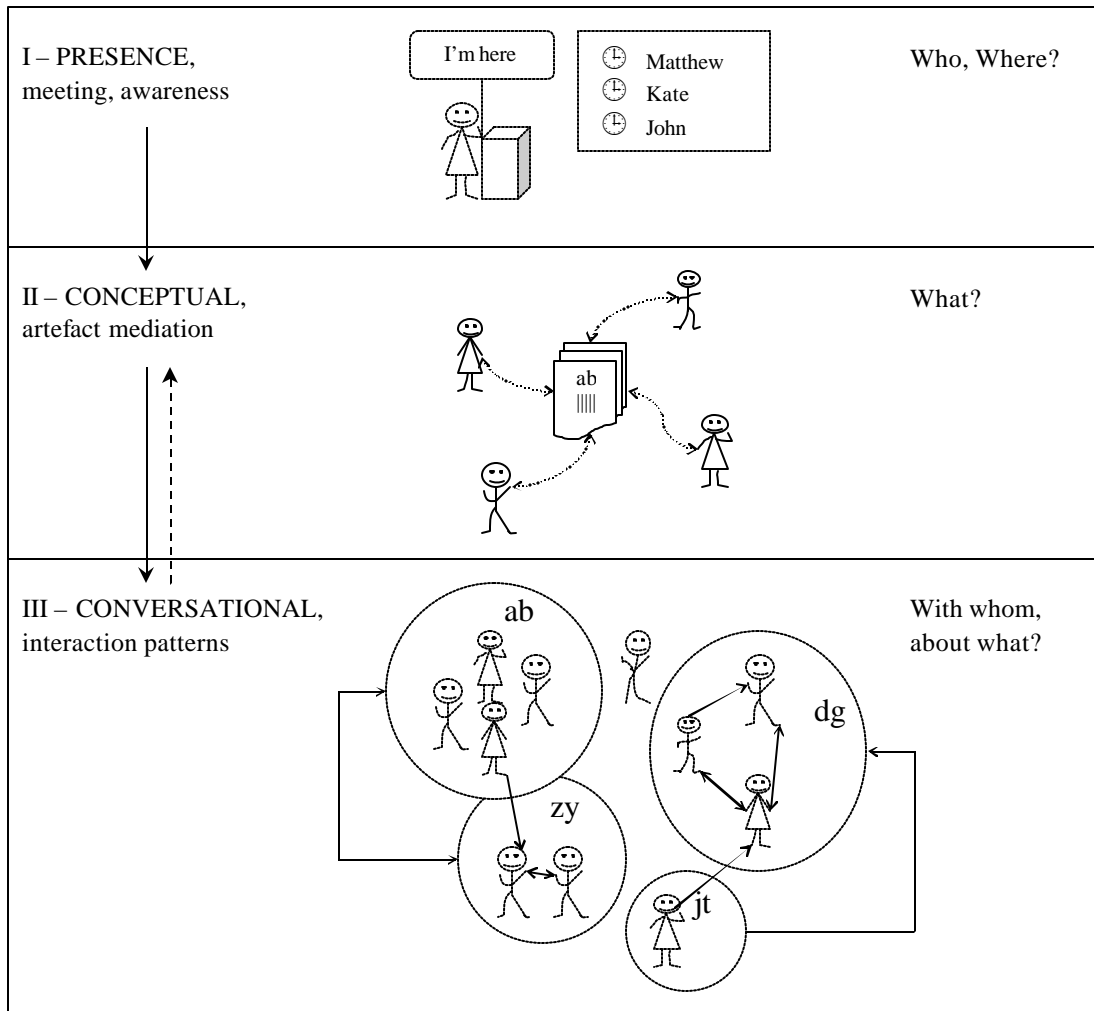 I – PRESENCE,
meeting, awareness
I'm here
Matthew
Kate
John
Who, Where?
II – CONCEPTUAL,
artefact mediation
ab
What?
III – CONVERSATIONAL,
interaction patterns
ab
zy
dg
jt
With whom,
about what?